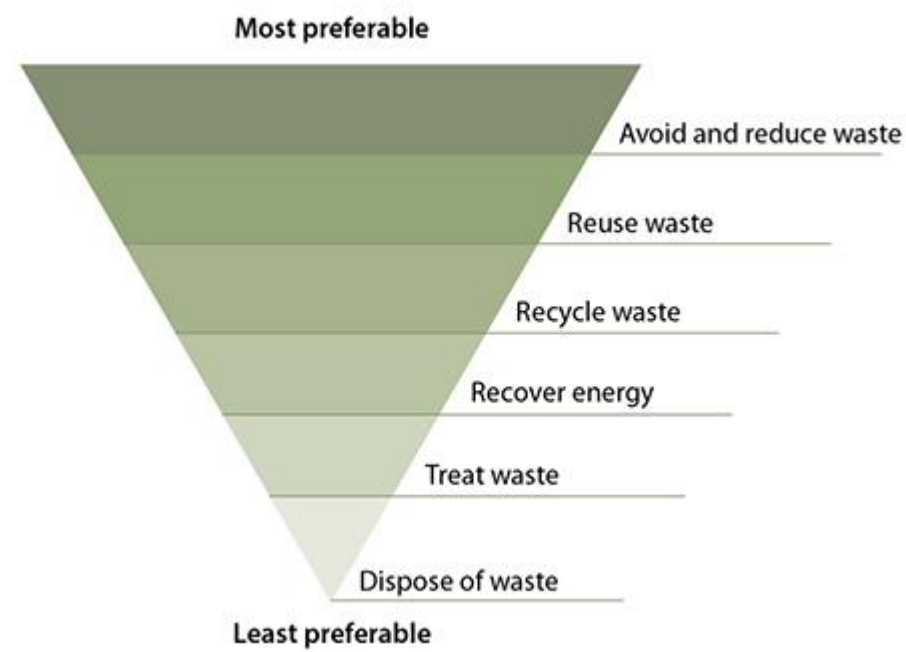 Most preferable
Avoid and reduce waste
Reuse waste
Recycle waste
Recover energy
Treat waste
Dispose of waste
Least preferable